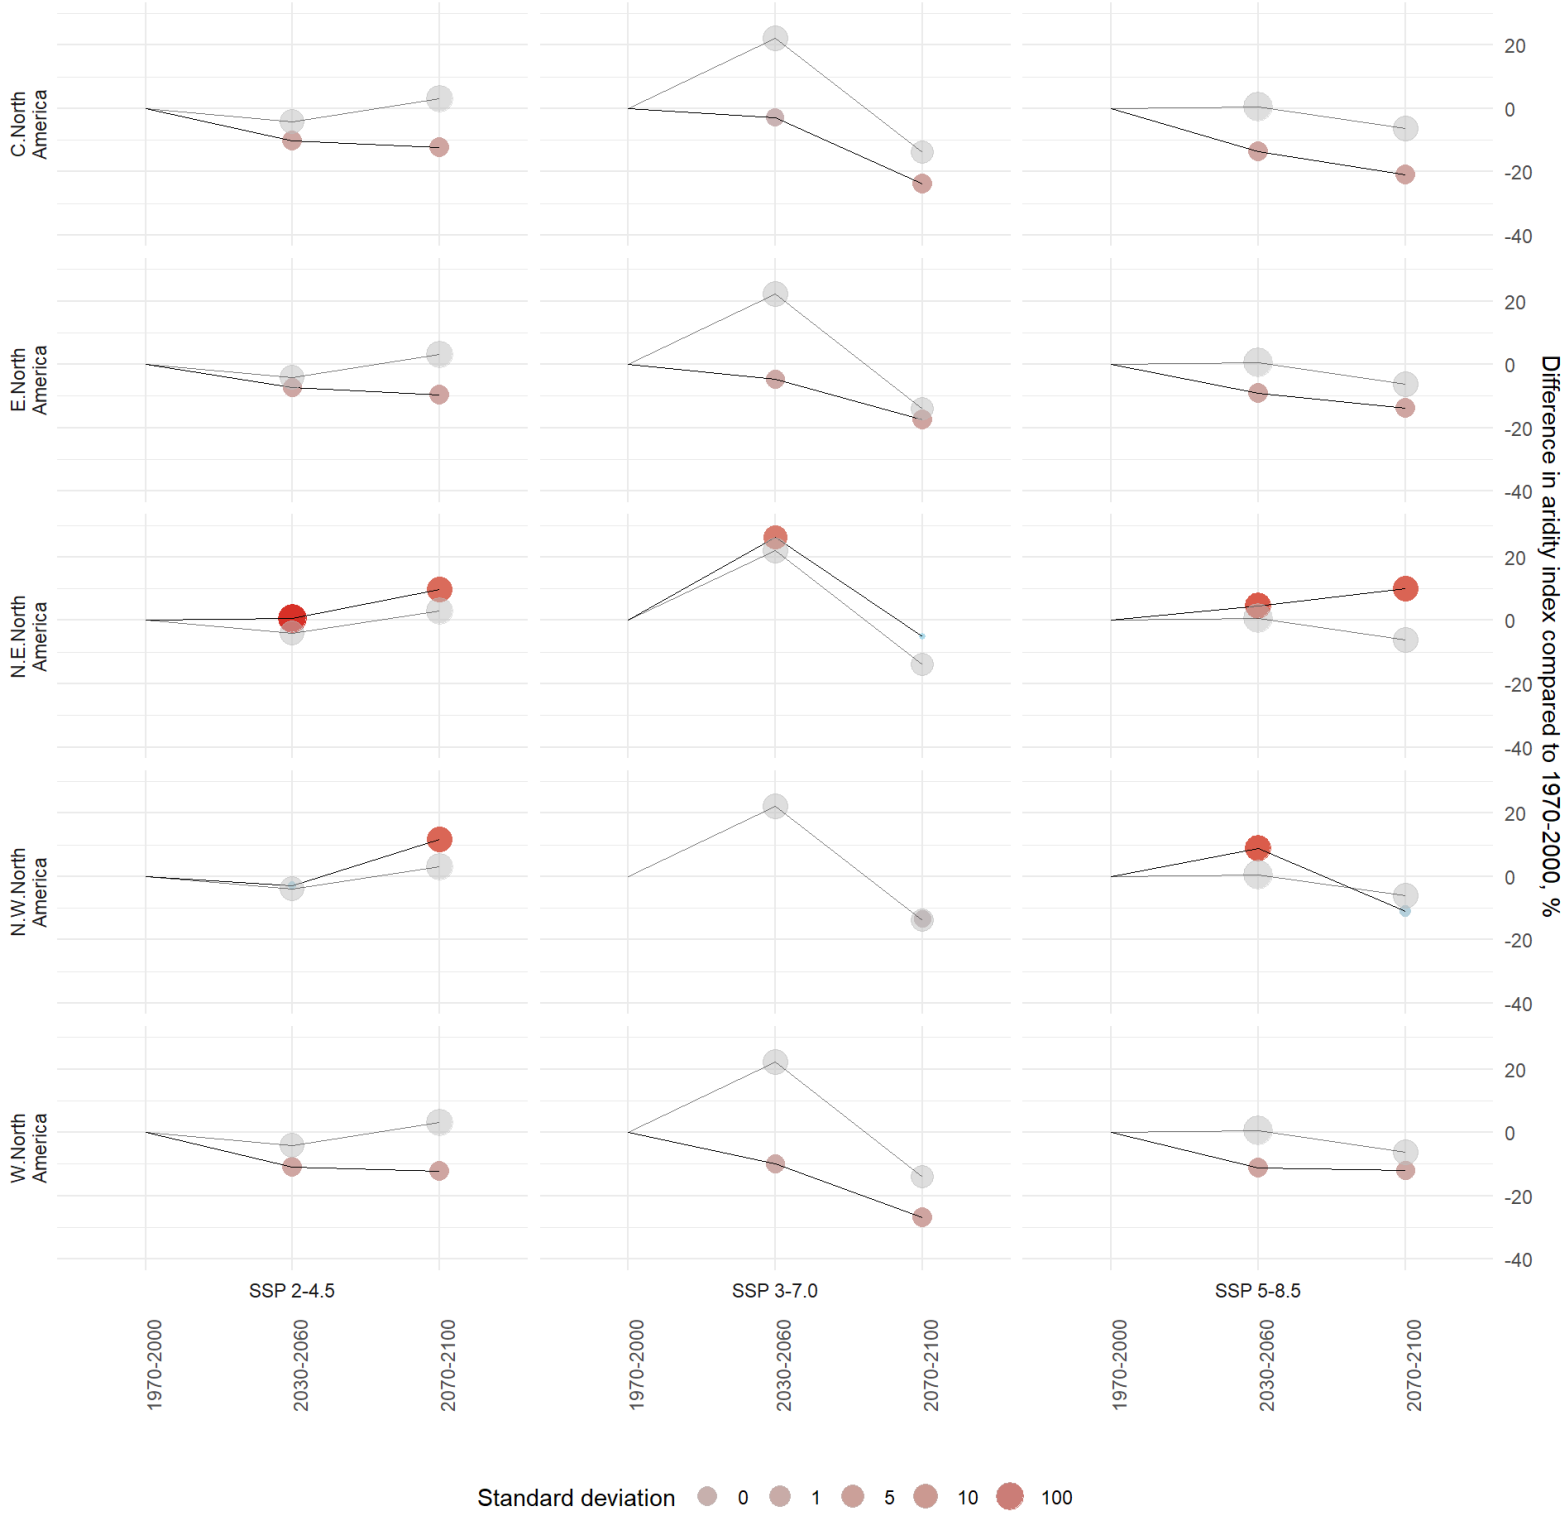 C.North
America
20
0
-20
-40
E.North
America
20
0
-20
-40
N.E.North
America
20
0
-20
-40
N.W.North
America
20
0
-20
-40
W.North
America
20
0
-20
-40
Difference in aridity index compared to 1970-2000, %
SSP 2-4.5
SSP 3-7.0
SSP 5-8.5
1970-2000
2030-2060
2070-2100
1970-2000
2030-2060
2070-2100
1970-2000
2030-2060
2070-2100
Standard deviation 0 1 5 10 100